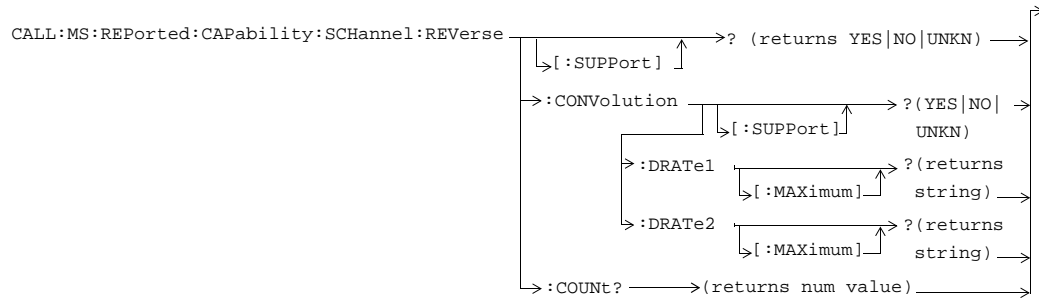 CALL:MS:REPorted:CAPability:SCHannel:REVerse ? (returns YES|NO|UNKN)
[:SUPPort]
:CONVolution ?(YES|NO|
[:SUPPort] UNKN)
:DRATe1 ?(returns
[:MAXimum] string)
:DRATe2 ?(returns
[:MAXimum] string)
:COUNt? (returns num value)